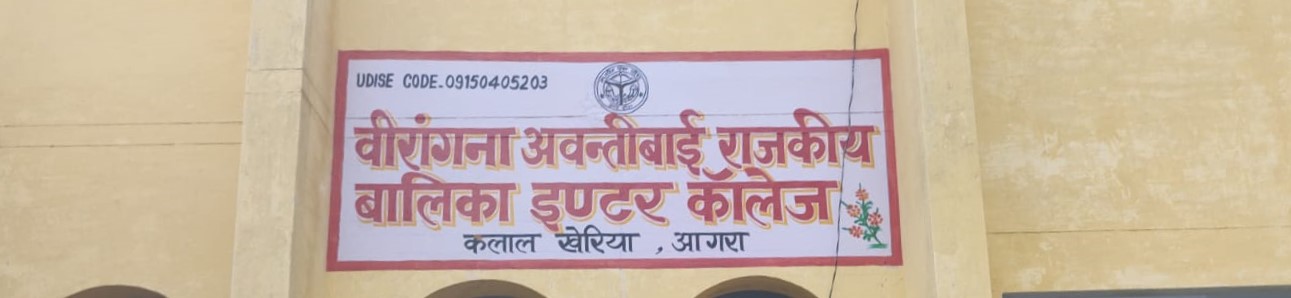 UDISE CODE-09150405203
वीरांगना अवन्तीबाई राजकीय
बालिका इण्टर कॉलेज
कलाल खेरिया , आगरा